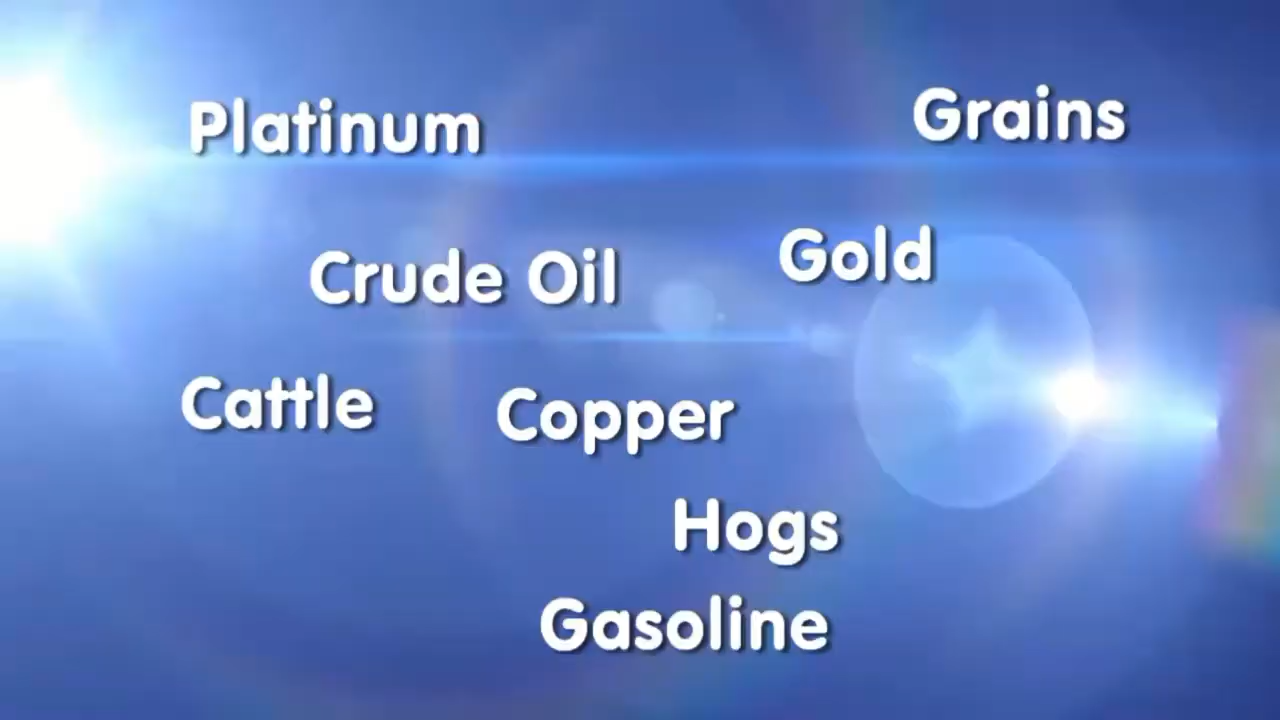 Platinum
Grains
Crude Oil
Gold
Cattle
Copper
Hogs
Gasoline